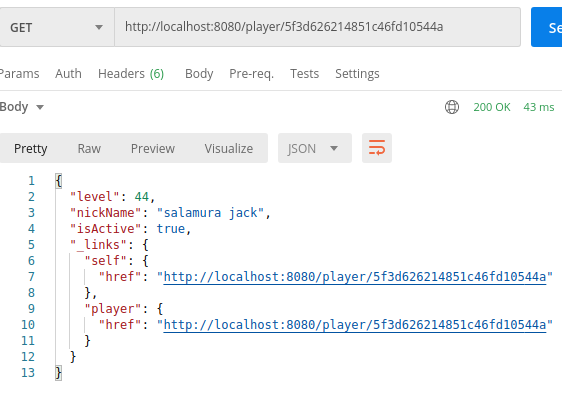 GET http://localhost:8080/player/5f3d626214851c46fd10544a Se
Params Auth Headers (6) Body Pre-req. Tests Settings
Body 200 OK 43 ms
Pretty Raw Preview Visualize JSON
1 {
2 "level": 44,
3 "nickName": "salamura jack",
4 "isActive": true,
5 "_links": {
6 "self": {
7 "href": "http://localhost:8080/player/5f3d626214851c46fd10544a"
8 },
9 "player": {
10 "href": "http://localhost:8080/player/5f3d626214851c46fd10544a"
11 }
12 }
13 }